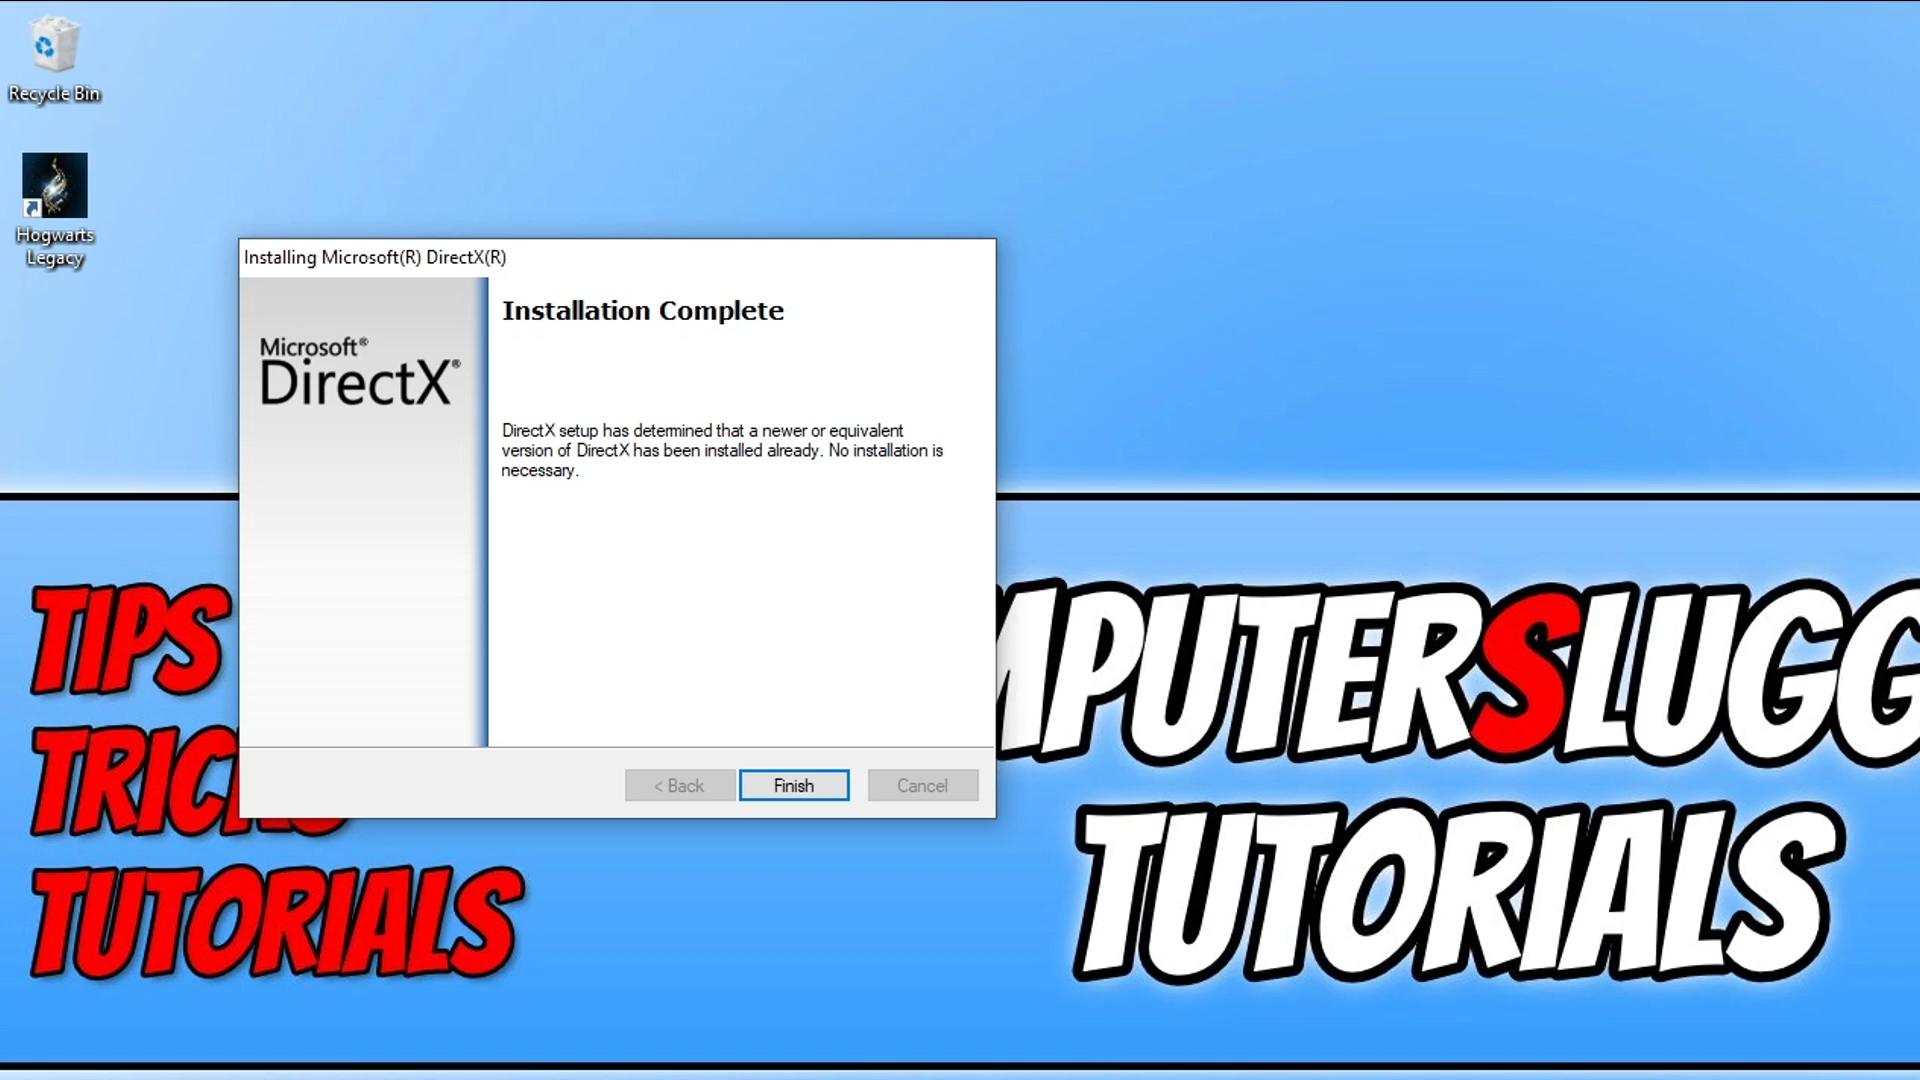 Recycle Bin
Hogwarts
Legacy
Installing Microsoft(R) DirectX(R)
Microsoft®
DirectX®
Installation Complete
DirectX setup has determined that a newer or equivalent
version of DirectX has been installed already. No installation is
necessary.
< Back
Finish
Cancel
TIPS
TRICKS
TUTORIALS
MPUTERSLUGG
TUTORIALS